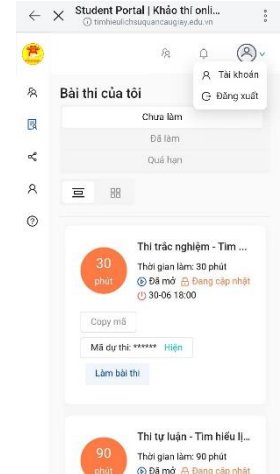 Student Portal | Khảo thí onli...
timhieulichsuquancaugiay.edu.vn
Tài khoản
Đăng xuất
Bài thi của tôi
Chưa làm
Đã làm
Quá hạn
Thi trắc nghiệm - Tìm ...
30
phút
Thời gian làm: 30 phút
Đã mở Đang cập nhật
30-06 18:00
Copy mã
Mã dự thi: ****** Hiện
Làm bài thi
Thi tự luận - Tìm hiểu lị...
90
phút
Thời gian làm: 90 phút
Đã mở Đang cập nhật